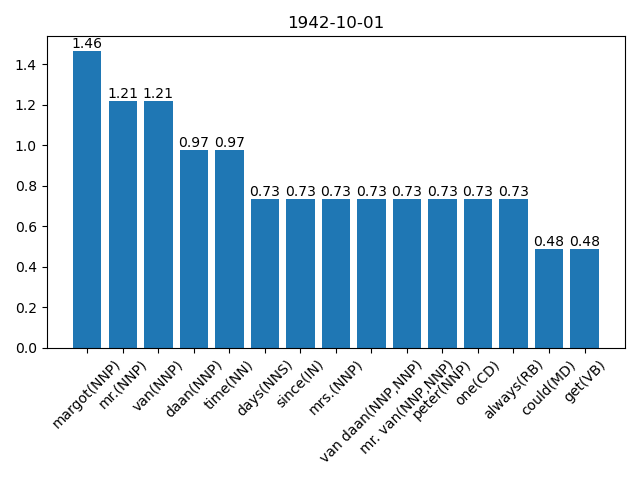 1942-10-01
1.46
1.21 1.21
0.97 0.97
0.73 0.73 0.73 0.73 0.73 0.73 0.73 0.73
0.48 0.48
1.4
1.2
1.0
0.8
0.6
0.4
0.2
0.0
margot(NNP)
mr.(NNP)
van(NNP)
daan(NNP)
time(NN)
days(NNS)
since(IN)
mrs.(NNP)
van daan(NNP,NNP)
mr. van(NNP,NNP)
peter(NNP)
one(CD)
always(RB)
could(MD)
get(VB)